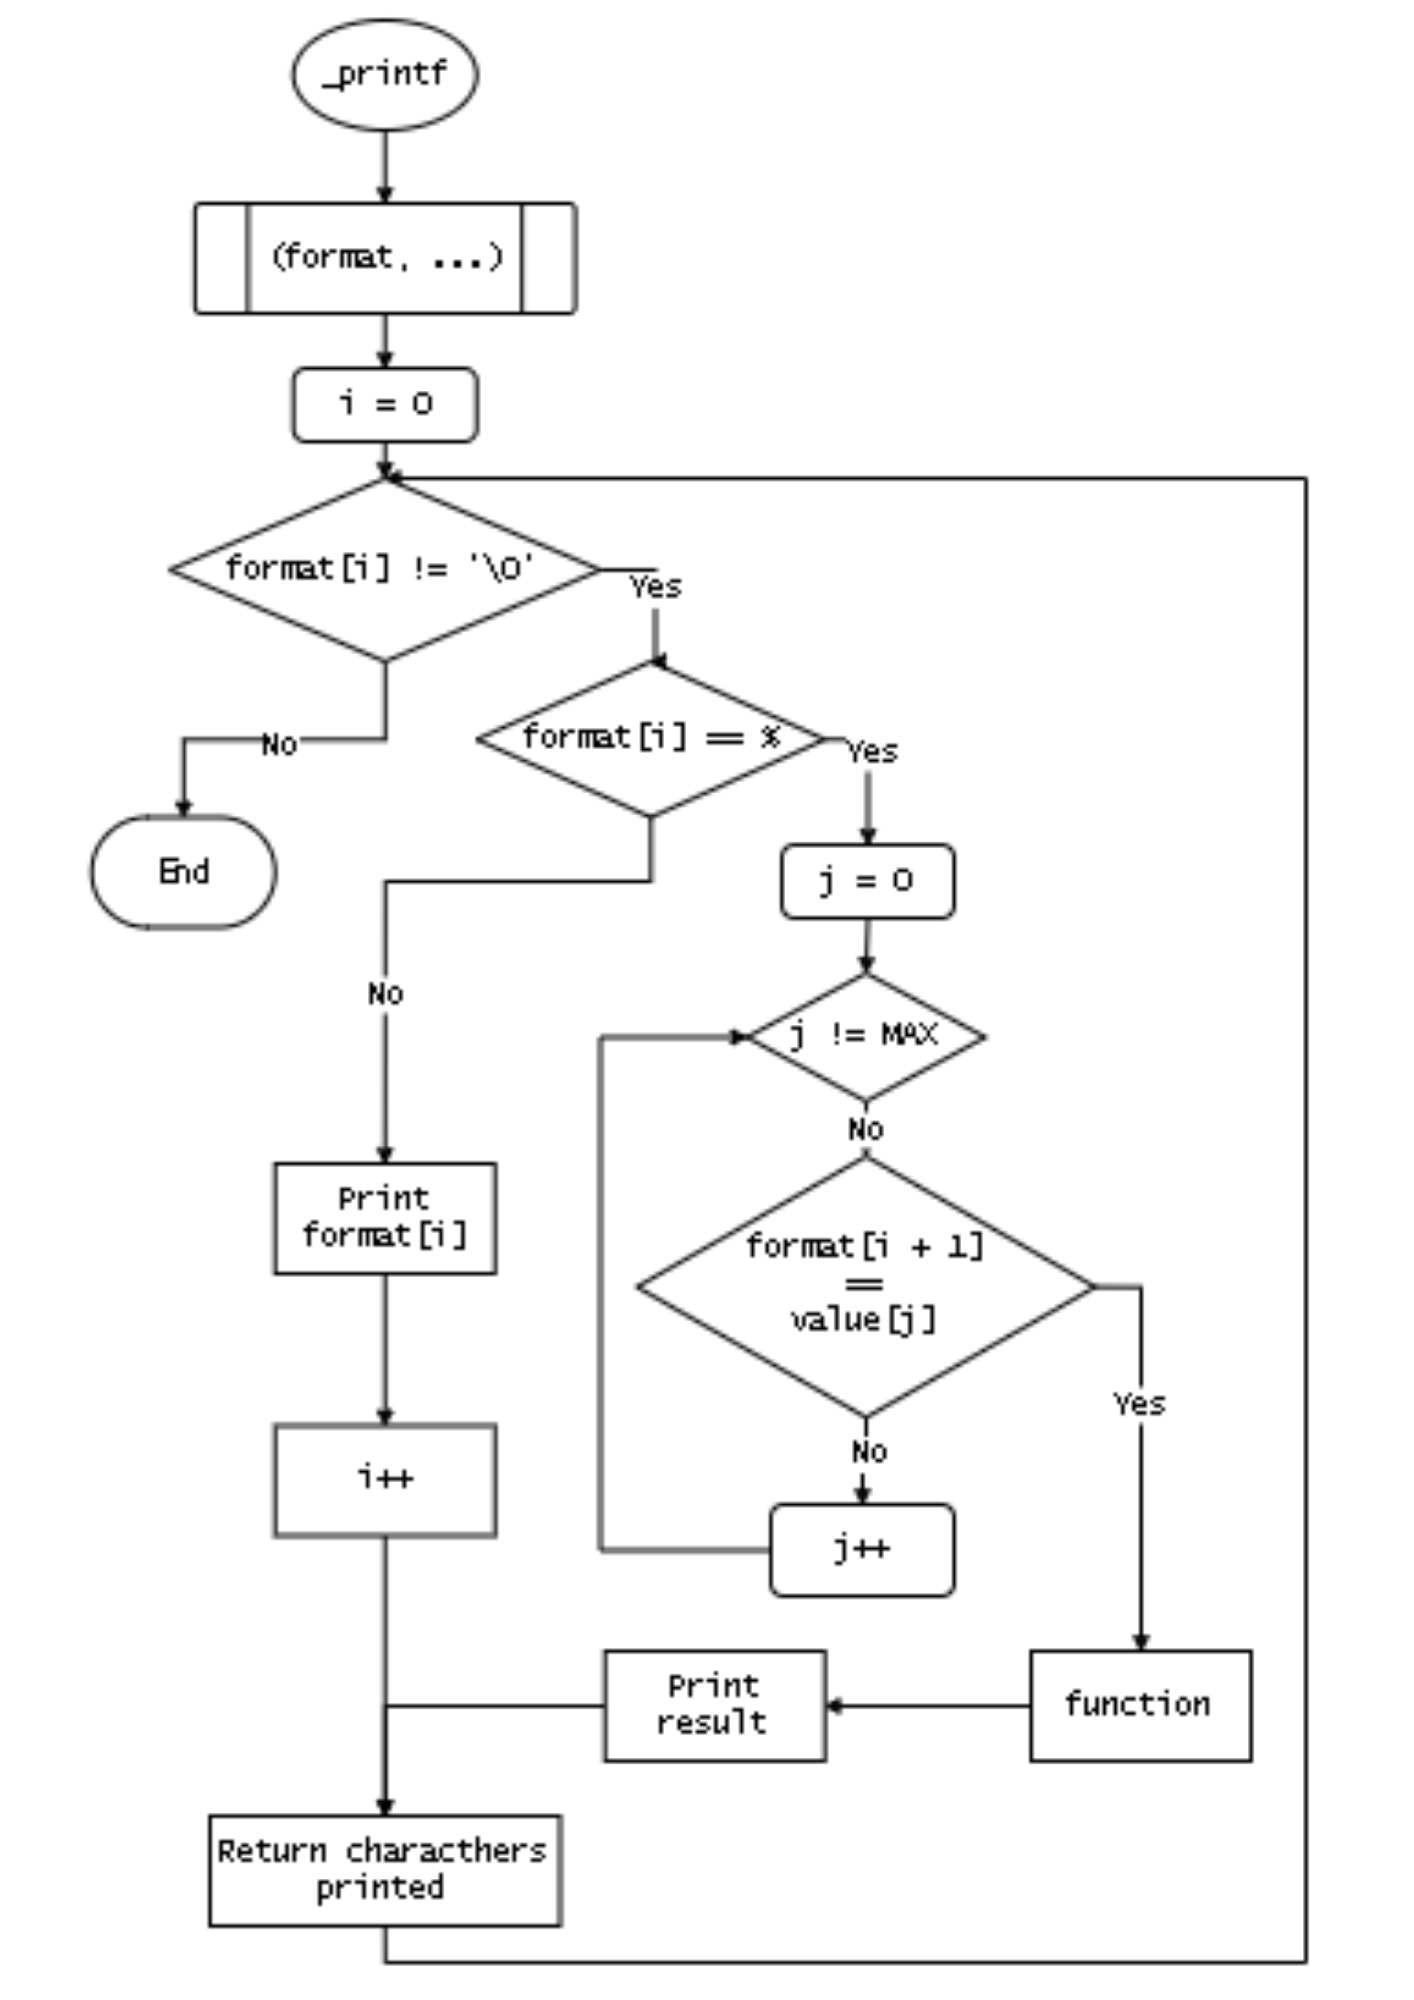 _printf
(format, ...)
i = 0
format[i] != '\0'
Yes
format[i] == %
No
Yes
End
j = 0
No
j != MAX
No
Print
format[i]
format[i + 1]
==
value[j]
Yes
No
i++
j++
Print
result
function
Return characthers
printed